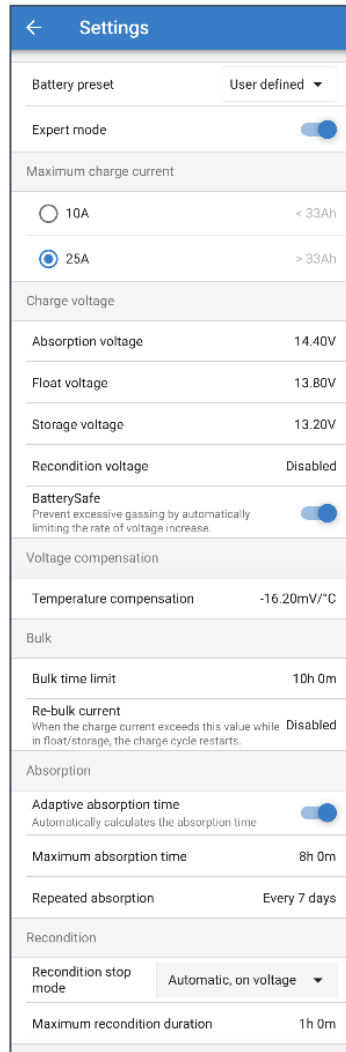 Settings
Battery preset User defined
Expert mode
Maximum charge current
10A < 33Ah
25A > 33Ah
Charge voltage
Absorption voltage 14.40V
Float voltage 13.80V
Storage voltage 13.20V
Recondition voltage Disabled
BatterySafe
Prevent excessive gassing by automatically
limiting the rate of voltage increase.
Voltage compensation
Temperature compensation -16.20mV/°C
Bulk
Bulk time limit 10h 0m
Re-bulk current
When the charge current exceeds this value while Disabled
in float/storage, the charge cycle restarts.
Absorption
Adaptive absorption time
Automatically calculates the absorption time
Maximum absorption time 8h 0m
Repeated absorption Every 7 days
Recondition
Recondition stop
mode Automatic, on voltage
Maximum recondition duration 1h 0m